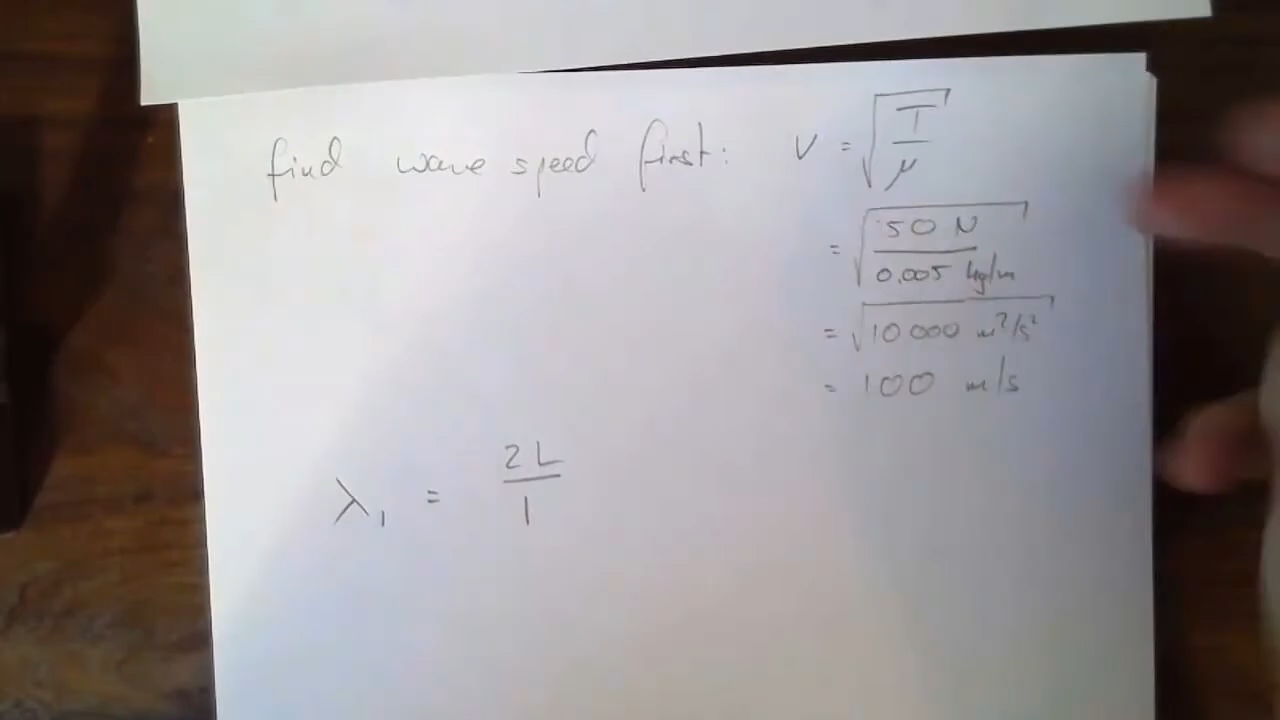 find wave speed first: v = √(T/μ)
= √(50 N / 0.005 kg/m)
= √(10 000 m²/s²)
= 100 m/s
λ₁ = 2L/1